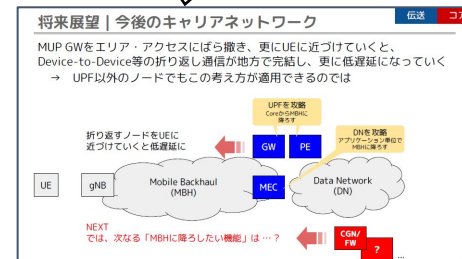 将来展望 | 今後のキャリアネットワーク
伝送
コア
MUP GWをエリア・アクセスにばら撒き、更にUEに近づけていくと、
Device-to-Device等の折り返し通信が地方で完結し、更に低遅延になっていく
→ UPF以外のノードでもこの考え方が適用できるのでは
UPFを攻略
CoreからMBHに
降ろす
DNを攻略
アプリケーション単位で
MBHに降ろす
折り返すノードをUEに
近づけていくと低遅延に
GW
PE
UE
gNB
Mobile Backhaul
(MBH)
MEC
Data Network
(DN)
NEXT
では、次なる「MBHに降ろしたい機能」は … ?
CGN/
FW
?
...